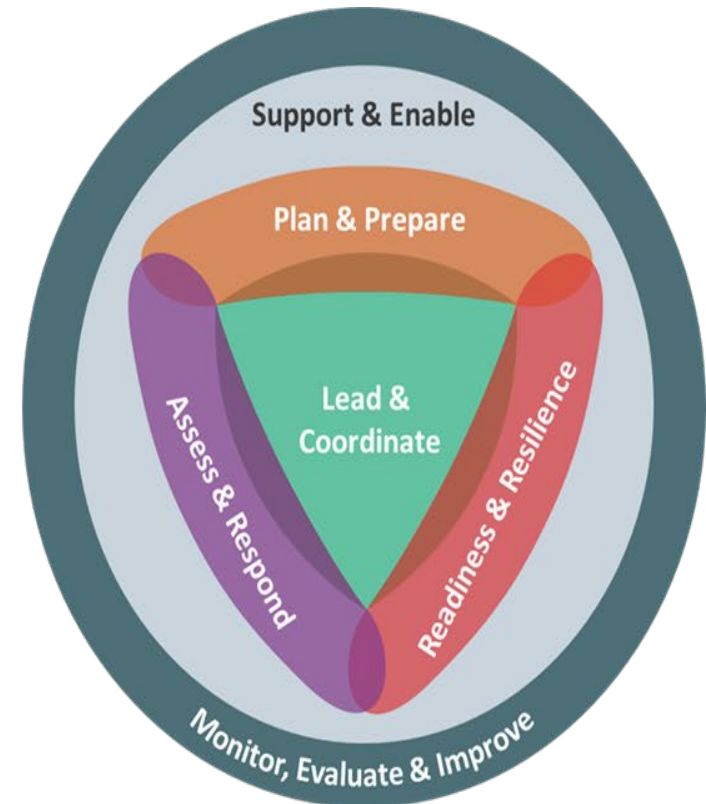 Support & Enable
Plan & Prepare
Lead &
Coordinate
Assess & Respond
Readiness & Resilience
Monitor, Evaluate & Improve